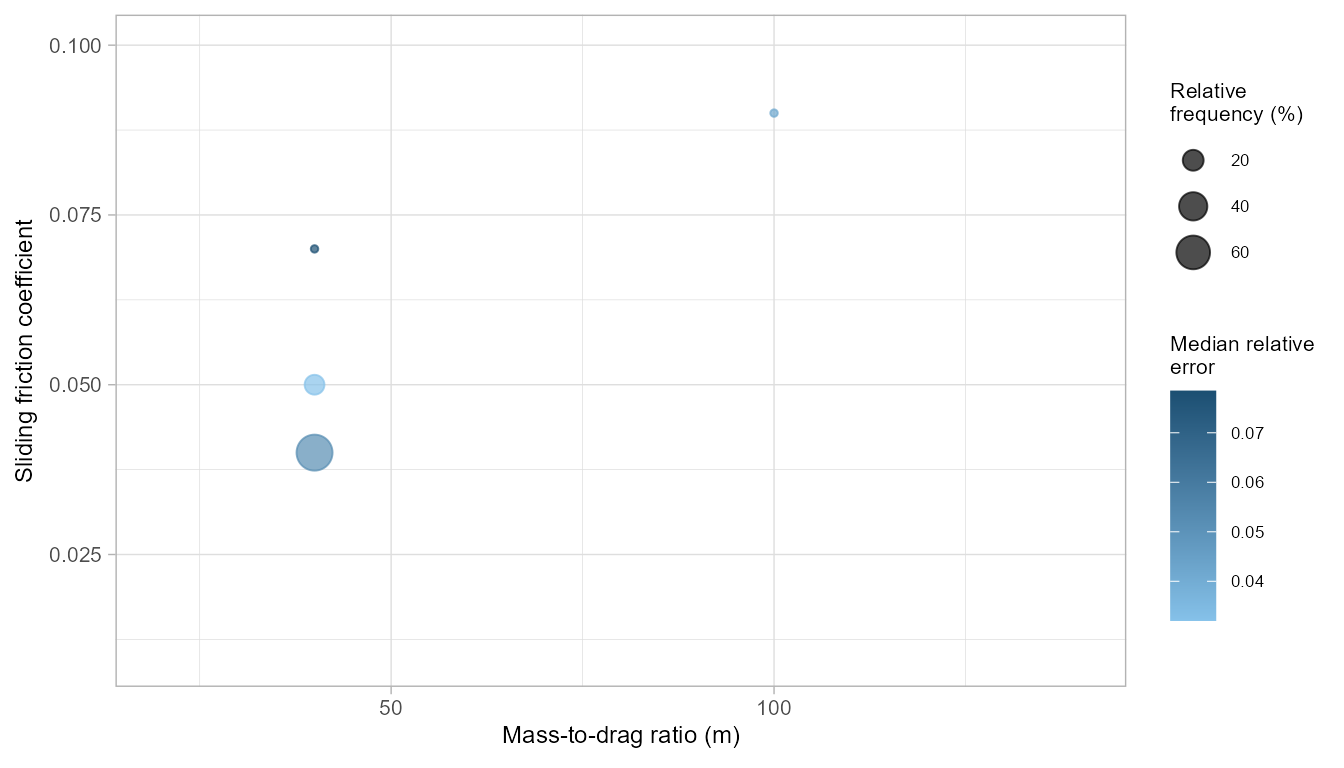 0.100
0.075
0.050
0.025
Sliding friction coefficient
50
100
Mass-to-drag ratio (m)
Relative
frequency (%)
20
40
60
Median relative
error
0.07
0.06
0.05
0.04